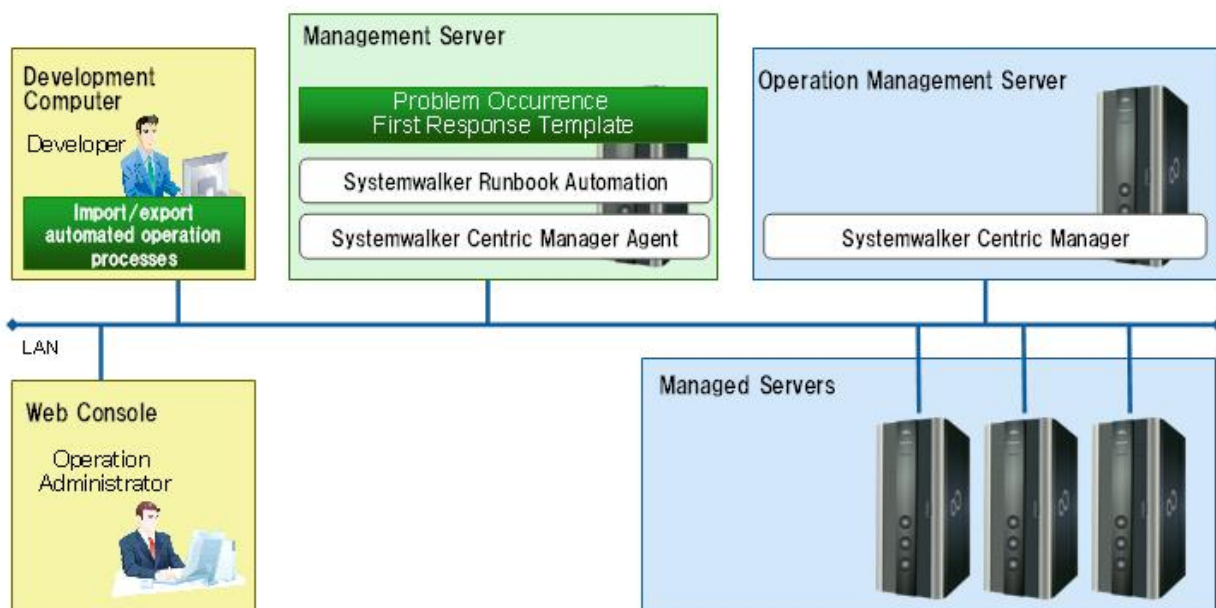 Management Server
Development
Computer
Developer
Import/export
automated operation
processes
Problem Occurrence
First Response Template
Systemwalker Runbook Automation
Systemwalker Centric Manager Agent
Operation Management Server
Systemwalker Centric Manager
LAN
Web Console
Operation
Administrator
Managed Servers